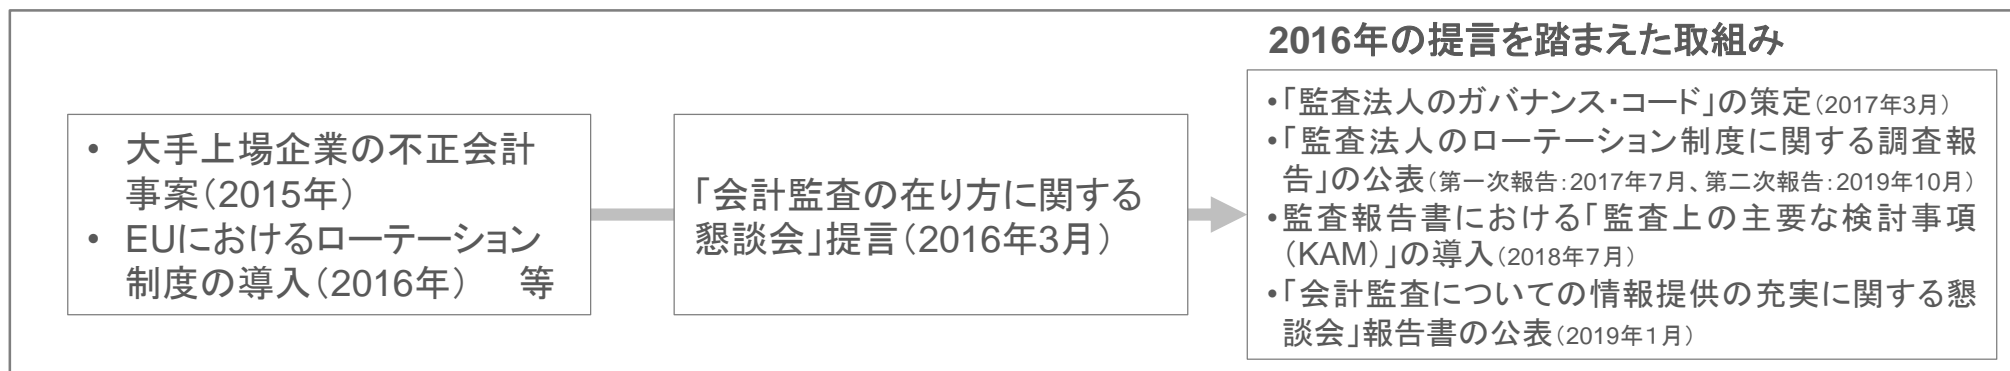 • 大手上場企業の不正会計
事案（2015年）
• EUにおけるローテーション
制度の導入（2016年）　等
「会計監査の在り方に関する
懇談会」提言（2016年3月）
2016年の提言を踏まえた取組み
•「監査法人のガバナンス・コード」の策定（2017年3月）
•「監査法人のローテーション制度に関する調査報
告」の公表（第一次報告：2017年7月、第二次報告：2019年10月）
•監査報告書における「監査上の主要な検討事項
（KAM）」の導入（2018年7月）
•「会計監査についての情報提供の充実に関する懇
談会」報告書の公表（2019年１月）